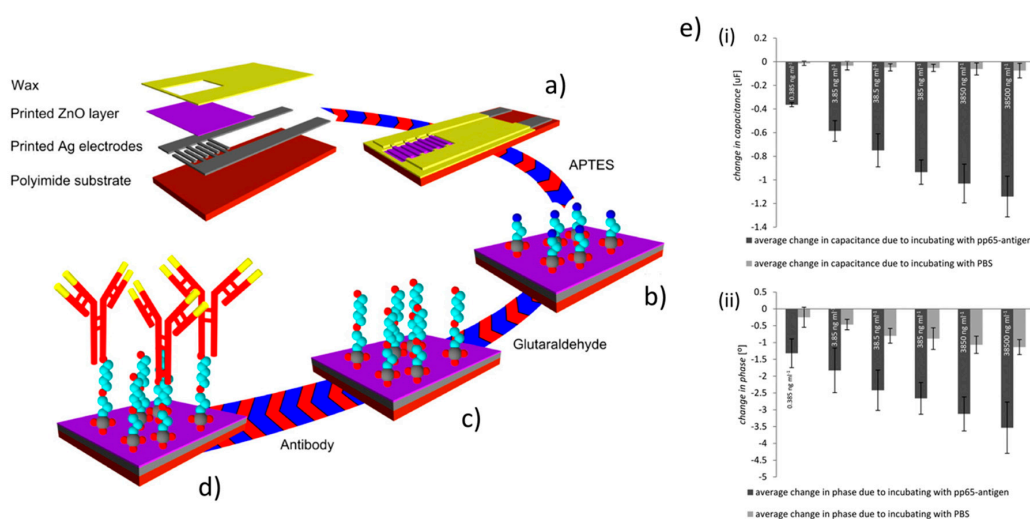 Wax
Printed ZnO layer
Printed Ag electrodes
Polyimide substrate
a)
APTES
b)
Glutaraldehyde
c)
Antibody
d)
e)
(i)
change in capacitance [uF]
0.2
0
-0.2
-0.4
-0.6
-0.8
-1
-1.2
-1.4
0.385 ng ml-1
3.85 ng ml-1
38.5 ng ml-1
385 ng ml-1
3850 ng ml-1
38500 ng ml-1
average change in capacitance due to incubating with pp65-antigen
average change in capacitance due to incubating with PBS
(ii)
change in phase [°]
0.5
0
-0.5
-1
-1.5
-2
-2.5
-3
-3.5
-4
-4.5
-5
0.385 ng ml-1
3.85 ng ml-1
38.5 ng ml-1
385 ng ml-1
3850 ng ml-1
38500 ng ml-1
average change in phase due to incubating with pp65-antigen
average change in phase due to incubating with PBS